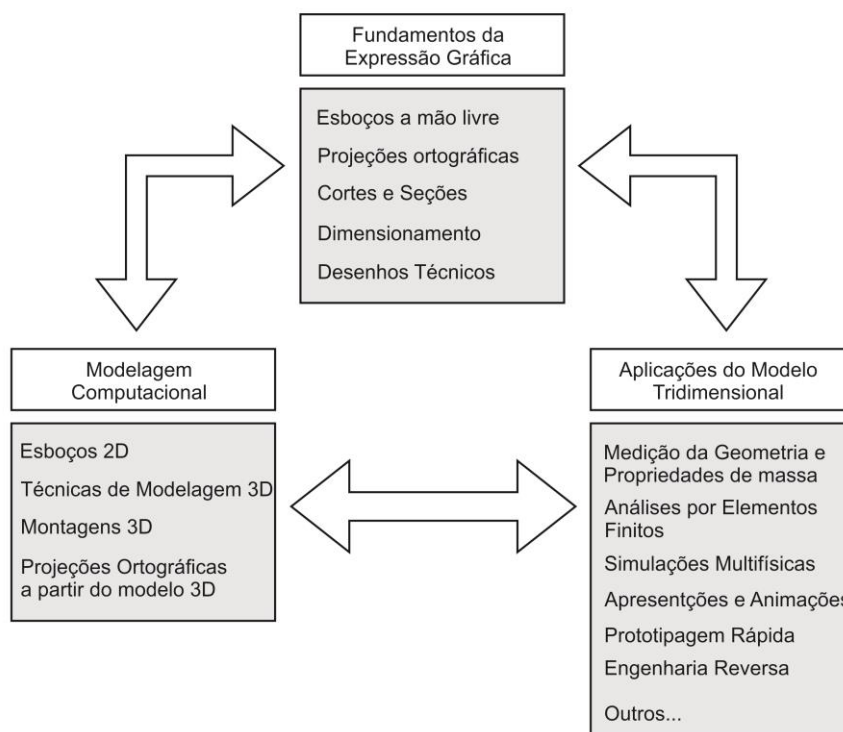 Fundamentos da
Expressão Gráfica
Esboços a mão livre
Projeções ortográficas
Cortes e Seções
Dimensionamento
Desenhos Técnicos
Modelagem
Computacional
Esboços 2D
Técnicas de Modelagem 3D
Montagens 3D
Projeções Ortográficas
a partir do modelo 3D
Aplicações do Modelo
Tridimensional
Medição da Geometria e
Propriedades de massa
Análises por Elementos
Finitos
Simulações Multifísicas
Apresentções e Animações
Prototipagem Rápida
Engenharia Reversa
Outros...